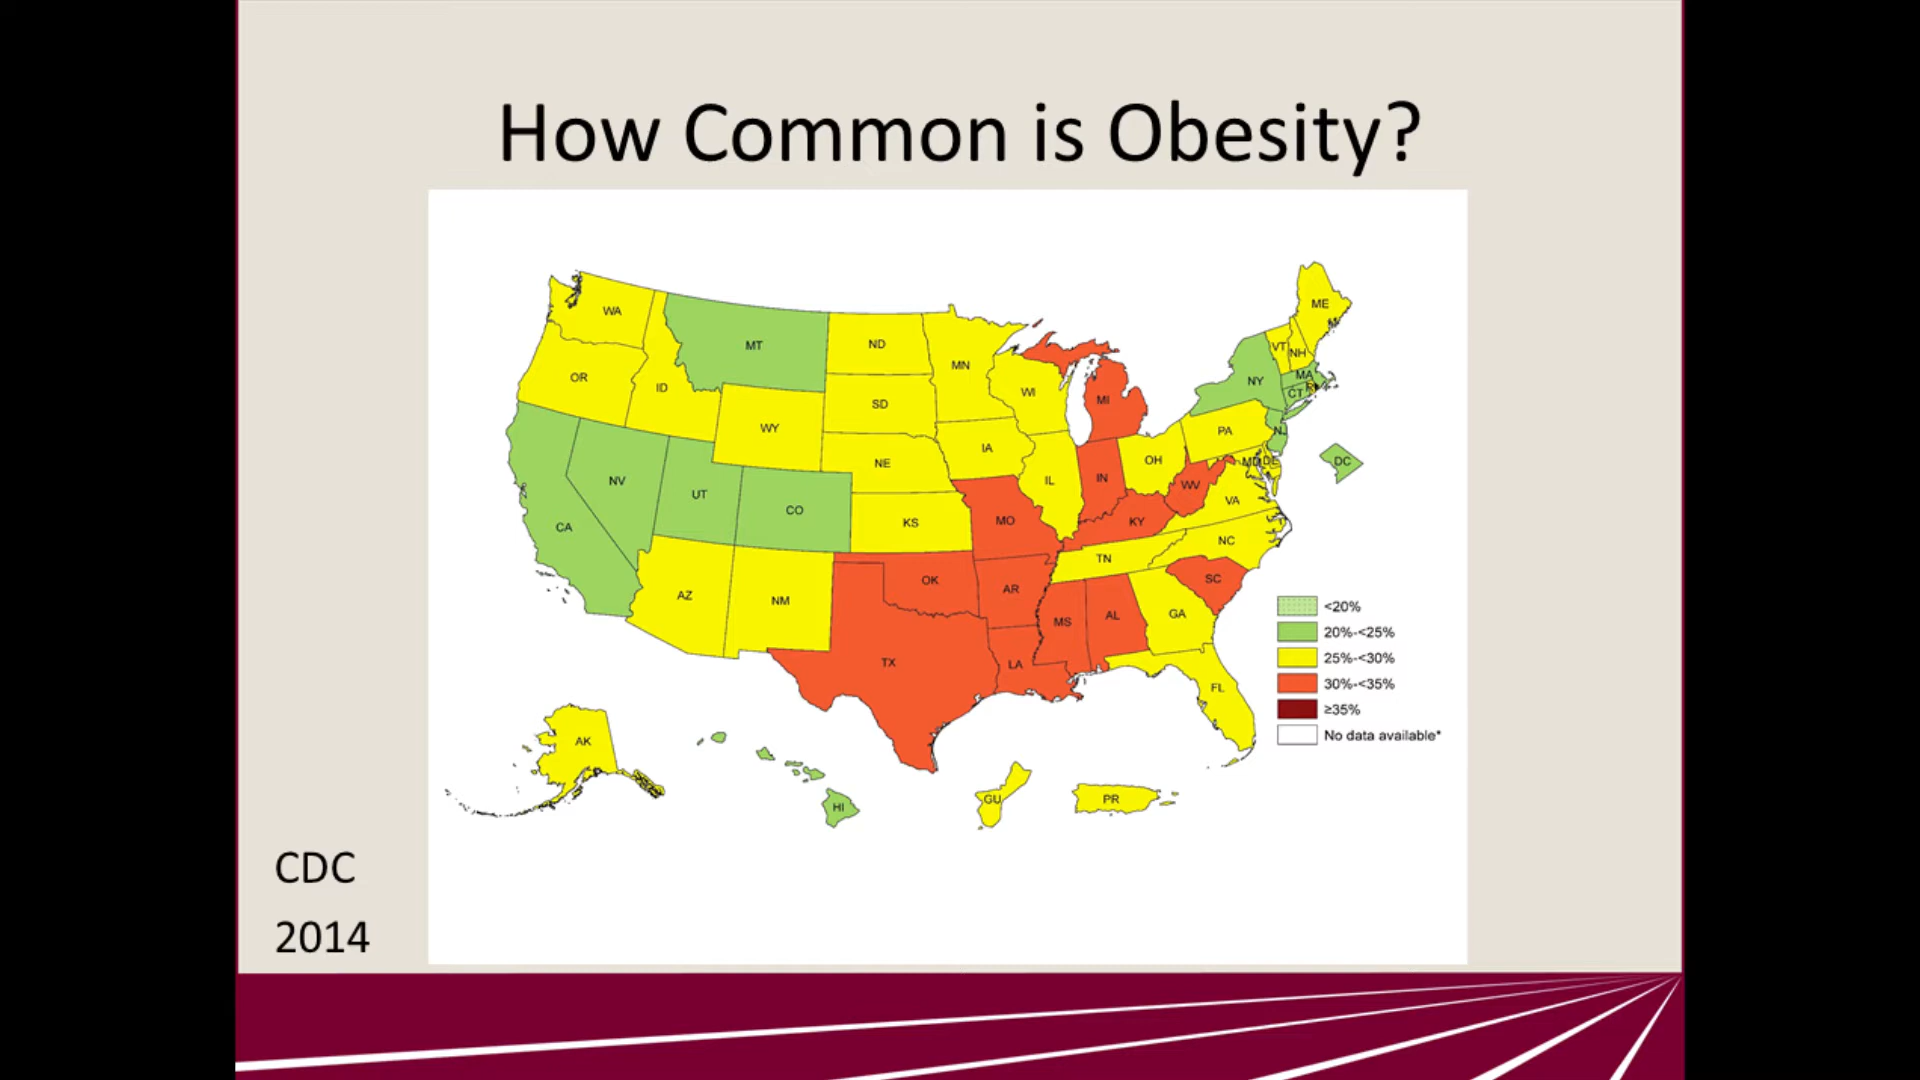 How Common is Obesity?
WA
MT
ND
MN
ME
OR
ID
SD
WI
MI
VT
NH
NY
MA
CT
WY
IA
PA
NE
IL
IN
OH
MD
DE
DC
NV
UT
CO
KS
MO
WV
VA
KY
CA
TN
NC
AZ
NM
OK
AR
SC
MS
AL
GA
TX
LA
FL
AK
HI
GU
PR
<20%
20%-<25%
25%-<30%
30%-<35%
≥35%
No data available*
CDC
2014